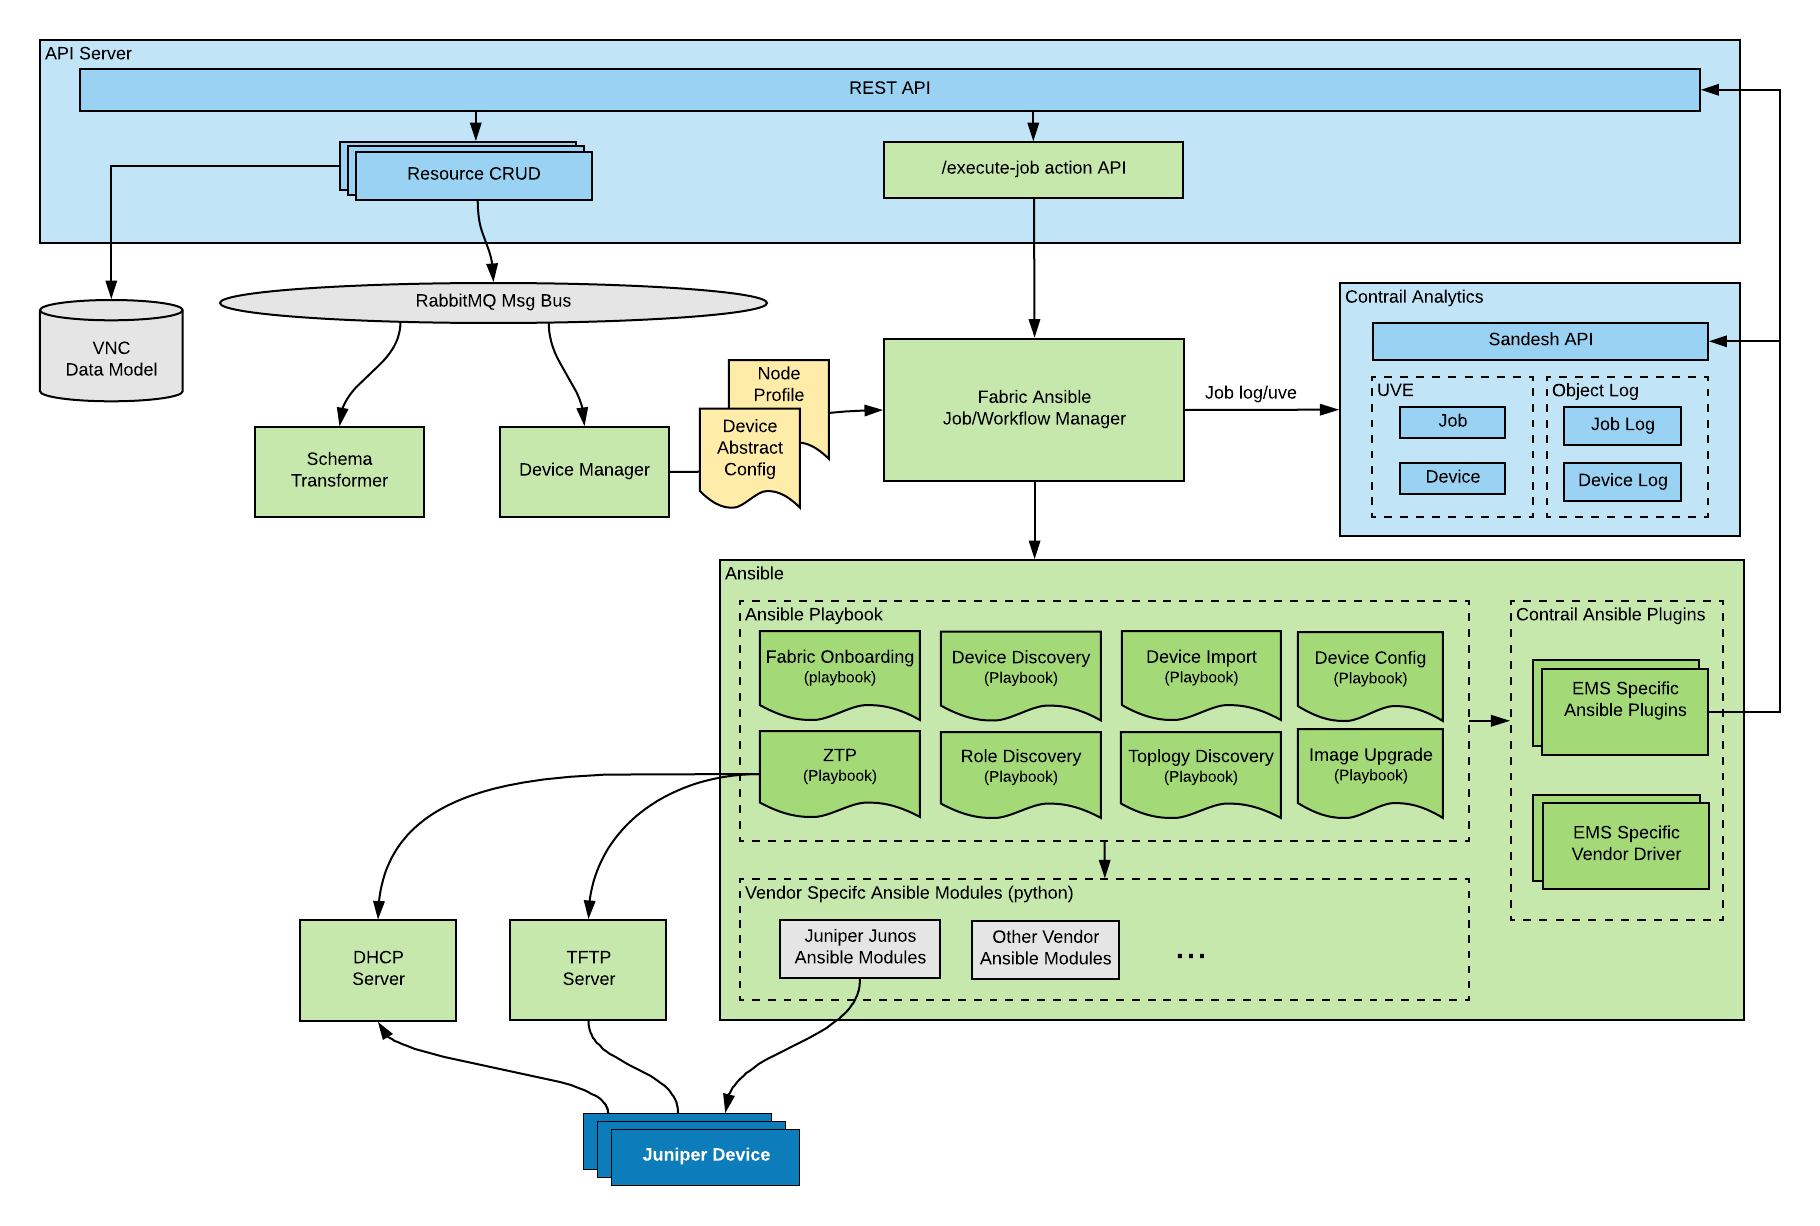 API Server
REST API
Resource CRUD
/execute-job action API
VNC
Data Model
RabbitMQ Msg Bus
Schema
Transformer
Device Manager
Node
Profile
Device
Abstract
Config
Fabric Ansible
Job/Workflow Manager
Job log/uve
Contrail Analytics
Sandesh API
UVE
Job
Device
Object Log
Job Log
Device Log
Ansible
Ansible Playbook
Fabric Onboarding
(playbook)
Device Discovery
(Playbook)
Device Import
(Playbook)
Device Config
(Playbook)
ZTP
(Playbook)
Role Discovery
(Playbook)
Toplogy Discovery
(Playbook)
Image Upgrade
(Playbook)
Contrail Ansible Plugins
EMS Specific
Ansible Plugins
EMS Specific
Vendor Driver
Vendor Specifc Ansible Modules (python)
Juniper Junos
Ansible Modules
Other Vendor
Ansible Modules
...
DHCP
Server
TFTP
Server
Juniper Device